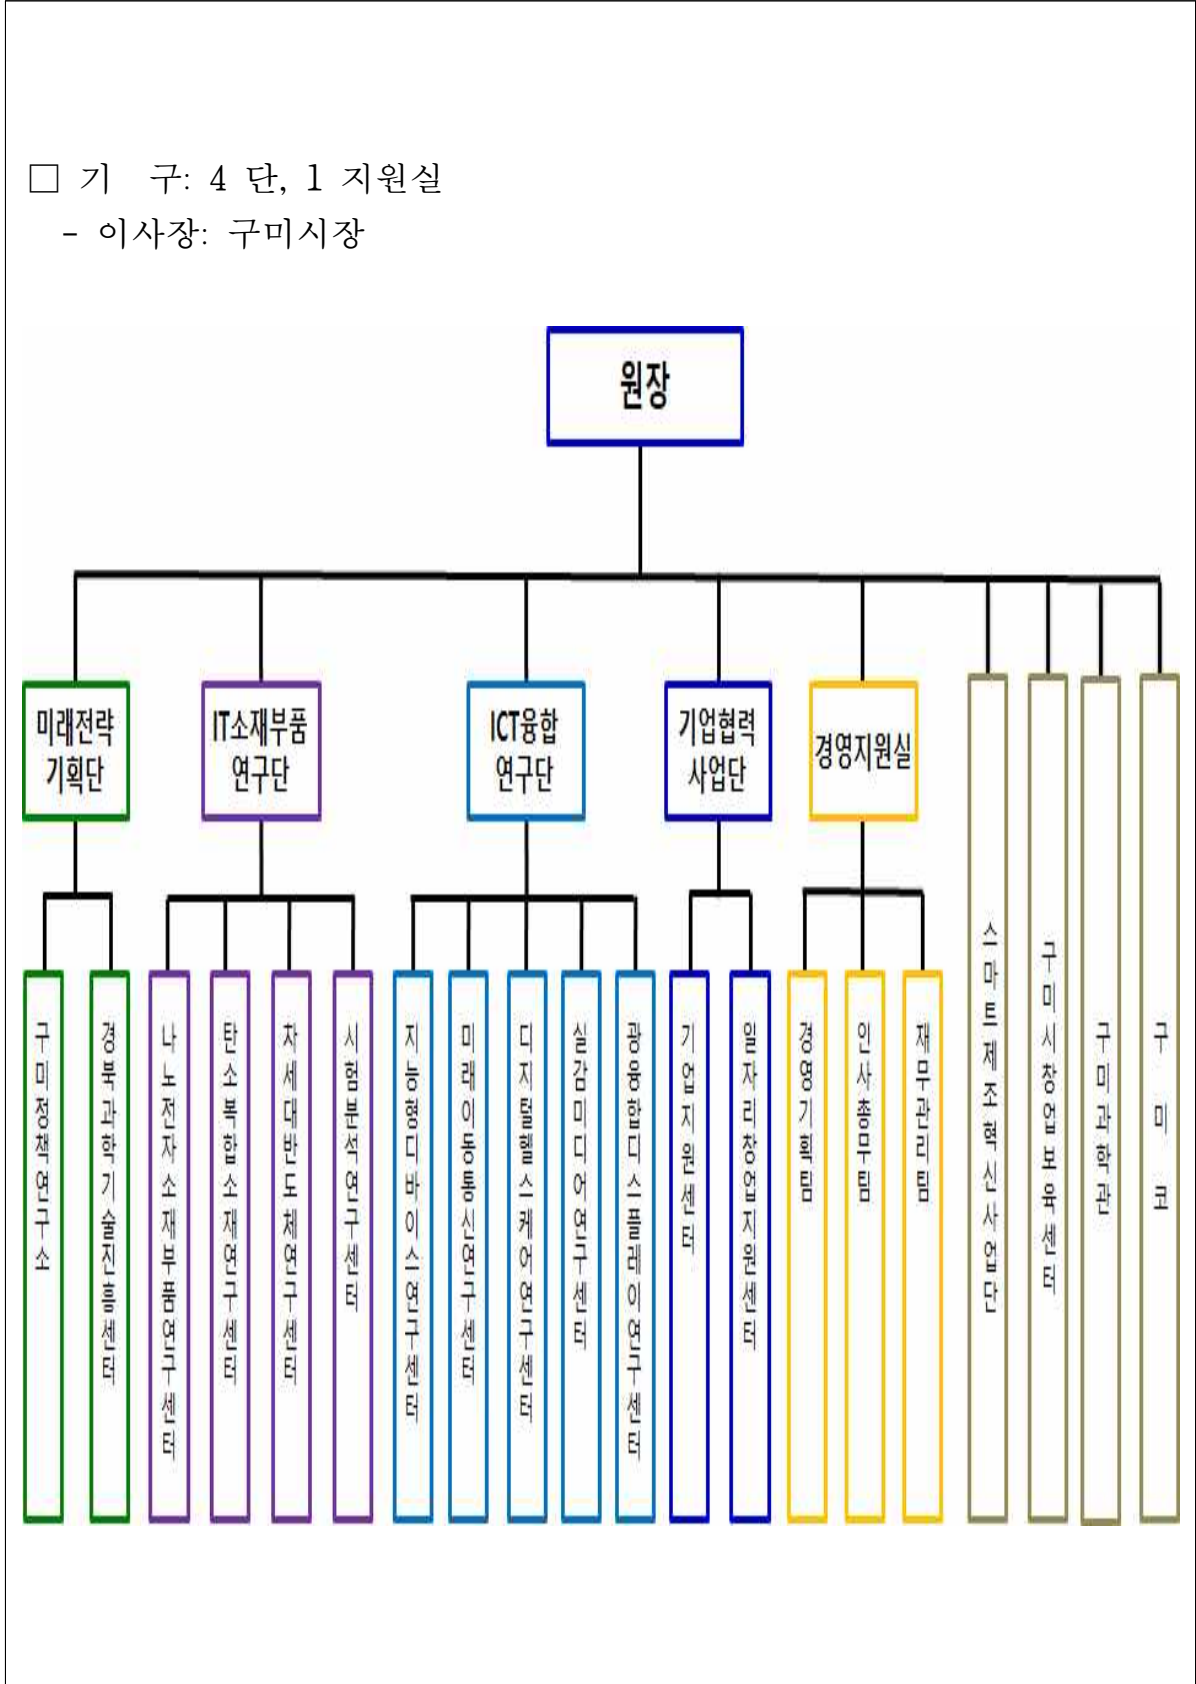 □ 기 구: 4 단, 1 지원실
- 이사장: 구미시장
원장
미래전략
기획단
IT소재부품
연구단
ICT융합
연구단
기업협력
사업단
경영지원실
구미정책연구소
경북과학기술진흥센터
나노전자소재부품연구센터
탄소복합소재연구센터
차세대반도체연구센터
시험분석연구센터
지능형디바이스연구센터
미래이동통신연구센터
디지털헬스케어연구센터
실감미디어연구센터
광융합디스플레이연구센터
기업지원센터
일자리창업지원센터
경영기획팀
인사총무팀
재무관리팀
스마트제조혁신사업단
구미시창업보육센터
구미과학관
구미코